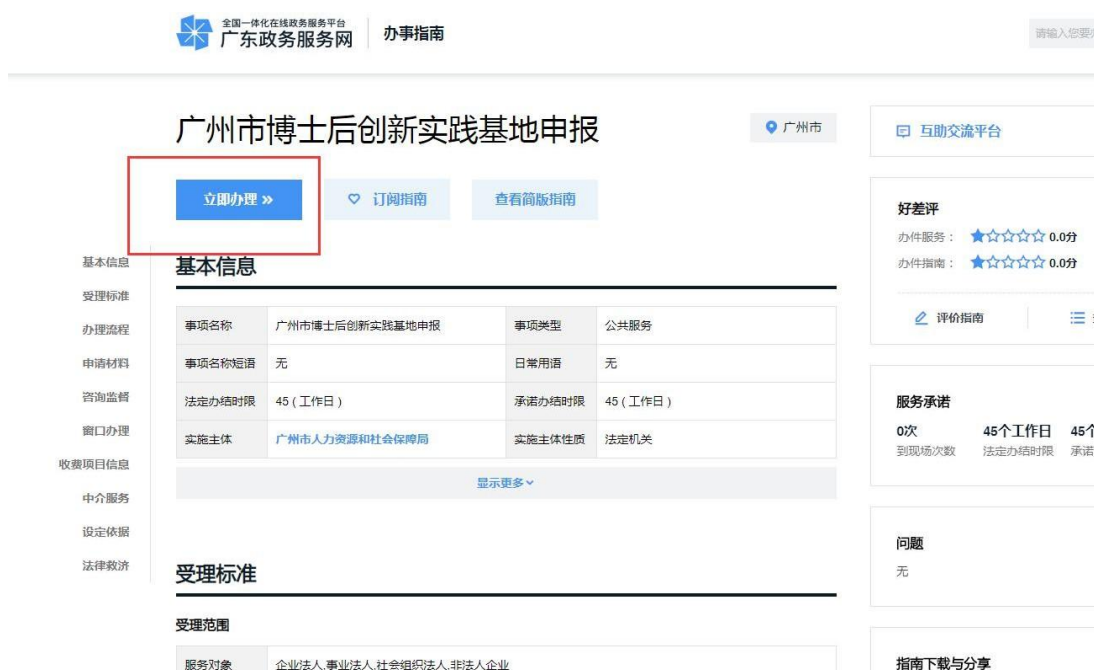 全国一体化在线政务服务平台
广东政务服务网
办事指南
请输入您要
广州市博士后创新实践基地申报
广州市
立即办理
订阅指南
查看简版指南
基本信息
受理标准
办理流程
申请材料
咨询监督
窗口办理
收费项目信息
中介服务
设定依据
法律救济
基本信息
事项名称 广州市博士后创新实践基地申报 事项类型 公共服务
事项名称短语 无 日常用语 无
法定办结时限 45 ( 工作日 ) 承诺办结时限 45 ( 工作日 )
实施主体 广州市人力资源和社会保障局 实施主体性质 法定机关
显示更多
受理标准
受理范围
服务对象 企业法人,事业法人,社会组织法人,非法人企业
互助交流平台
好差评
办件服务： 0.0分
办件指南： 0.0分
评价指南
服务承诺
0次 45个工作日 45个
到现场次数 法定办结时限 承诺
问题
无
指南下载与分享